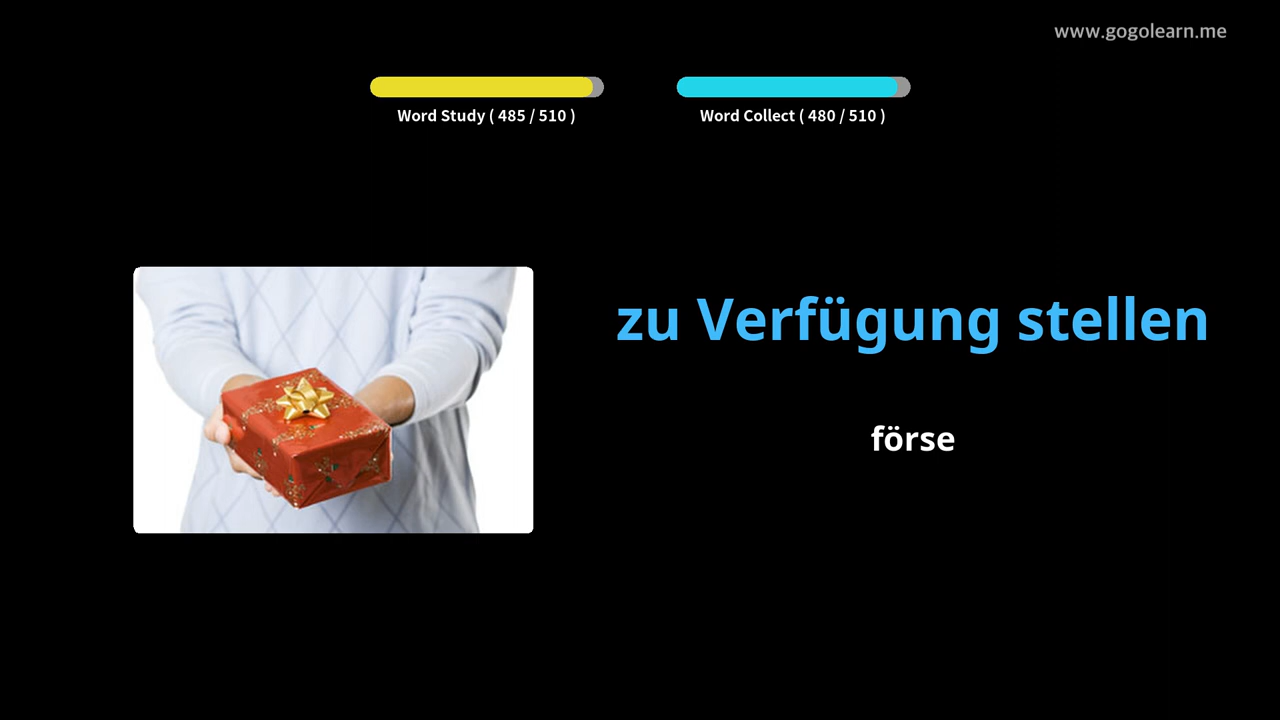 www.gogolearn.me
Word Study ( 485 / 510 )
Word Collect ( 480 / 510 )
zu Verfügung stellen
förse